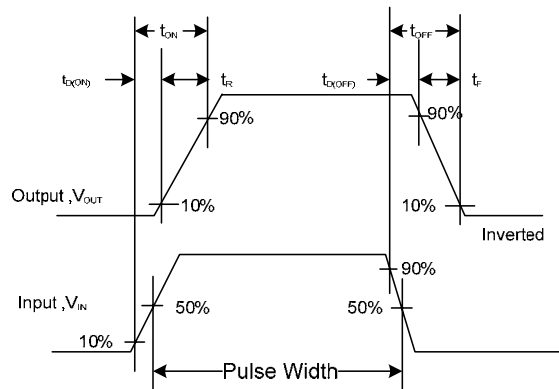 tON tOFF
tD(ON) tR tD(OFF) tF
90% 90%
Output ,VOUT 10% 10%
Inverted
90%
Input ,VIN 50% 50%
10%
Pulse Width